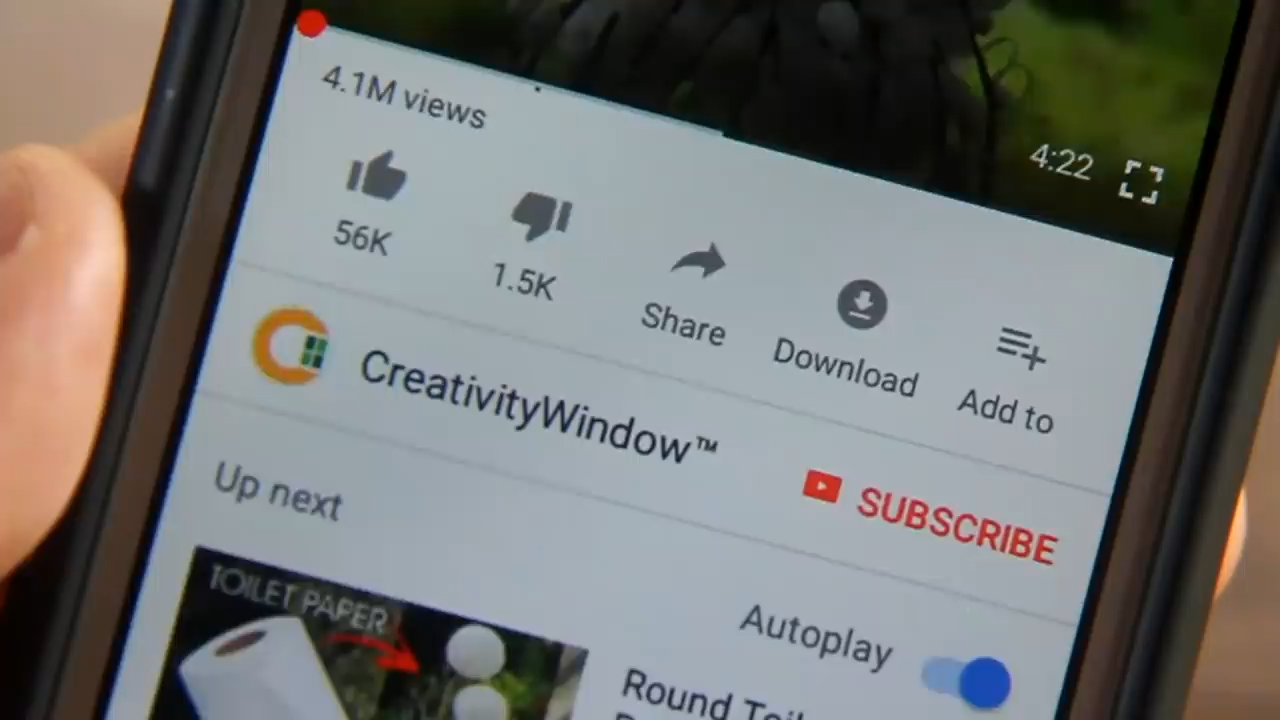 4.1M views
4:22
56K
1.5K
Share
Download
Add to
CreativityWindow™
SUBSCRIBE
Up next
Autoplay
TOILET PAPER
Round